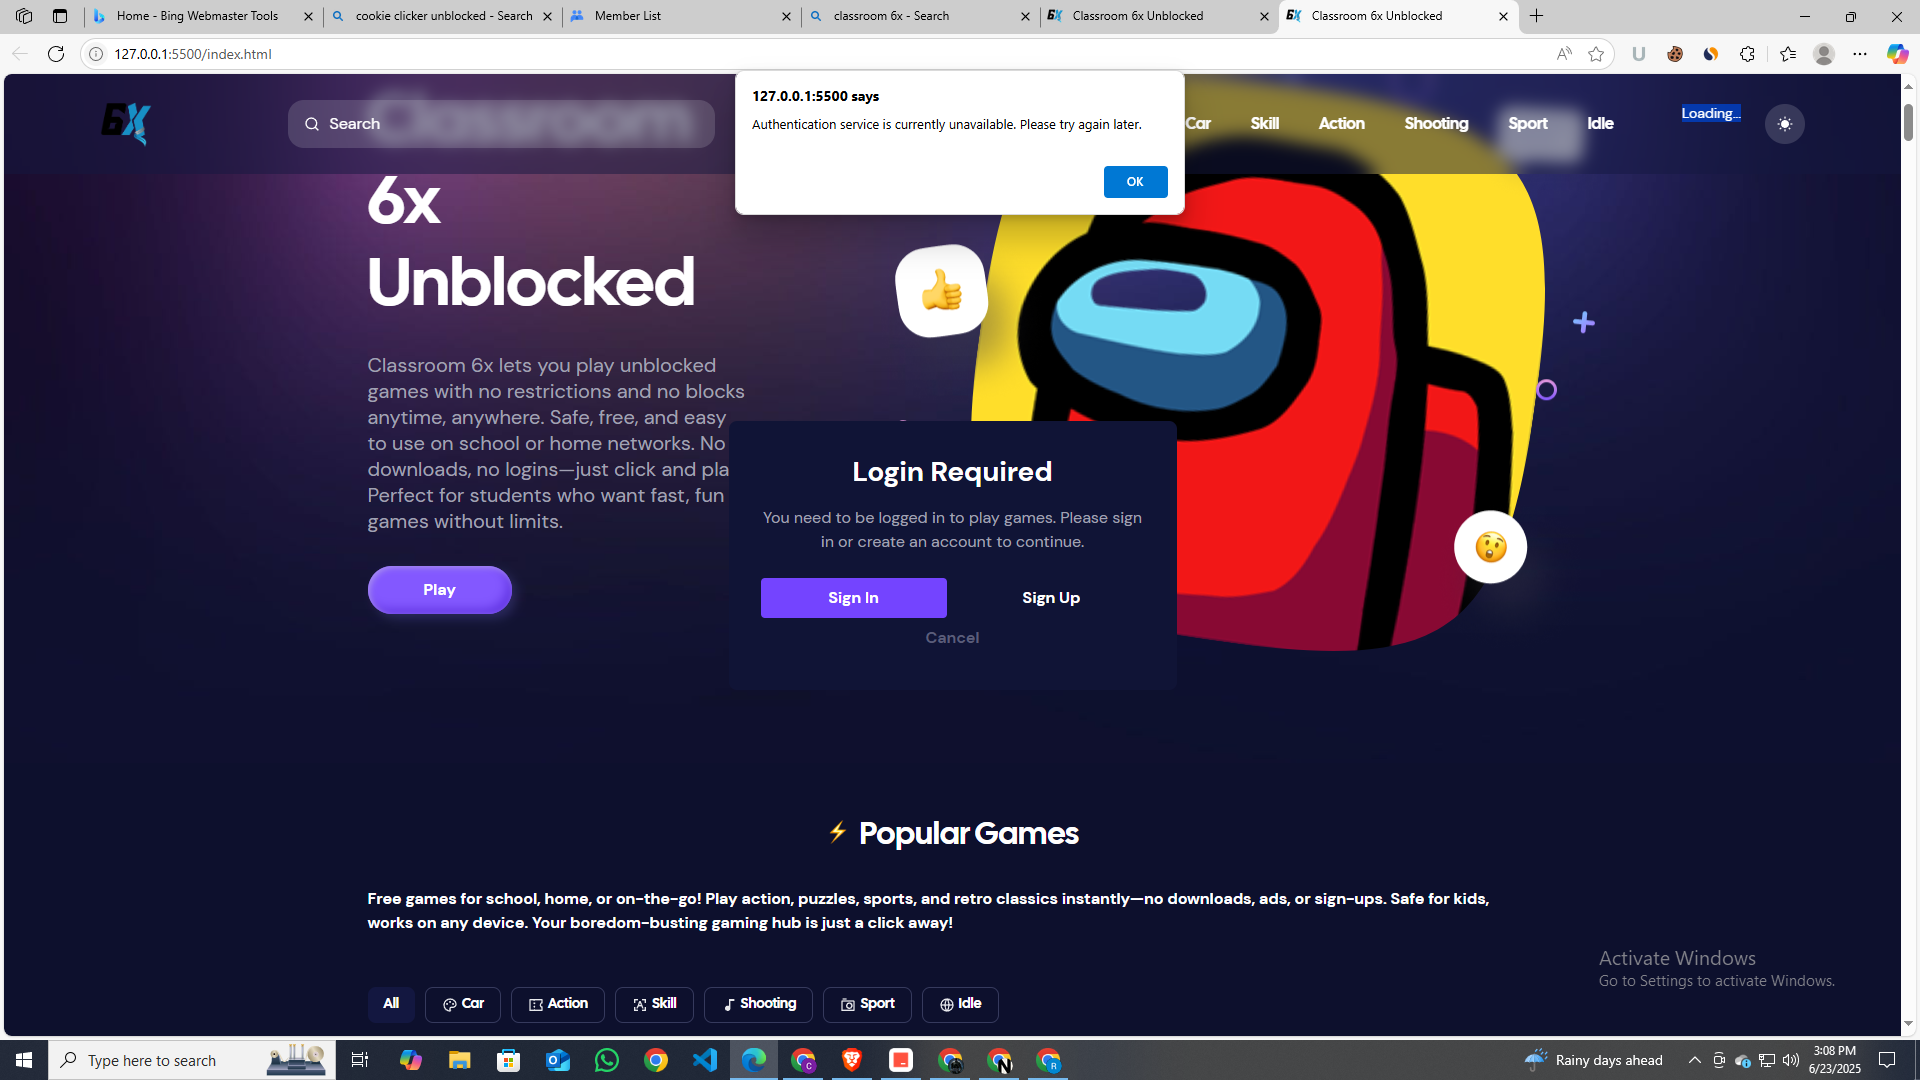 Home - Bing Webmaster Tools
cookie clicker unblocked - Search
Member List
classroom 6x - Search
Classroom 6x Unblocked
Classroom 6x Unblocked
127.0.0.1:5500/index.html
127.0.0.1:5500 says
Authentication service is currently unavailable. Please try again later.
OK
6X
Search
Car
Skill
Action
Shooting
Sport
Idle
Loading...
Classroom
6x
Unblocked
Classroom 6x lets you play unblocked
games with no restrictions and no blocks
anytime, anywhere. Safe, free, and easy
to use on school or home networks. No
downloads, no logins—just click and pla
Perfect for students who want fast, fun
games without limits.
Play
Login Required
You need to be logged in to play games. Please sign
in or create an account to continue.
Sign In
Sign Up
Cancel
Popular Games
Free games for school, home, or on-the-go! Play action, puzzles, sports, and retro classics instantly—no downloads, ads, or sign-ups. Safe for kids,
works on any device. Your boredom-busting gaming hub is just a click away!
All
Car
Action
Skill
Shooting
Sport
Idle
Activate Windows
Go to Settings to activate Windows.
Type here to search
Rainy days ahead
3:08 PM
6/23/2025